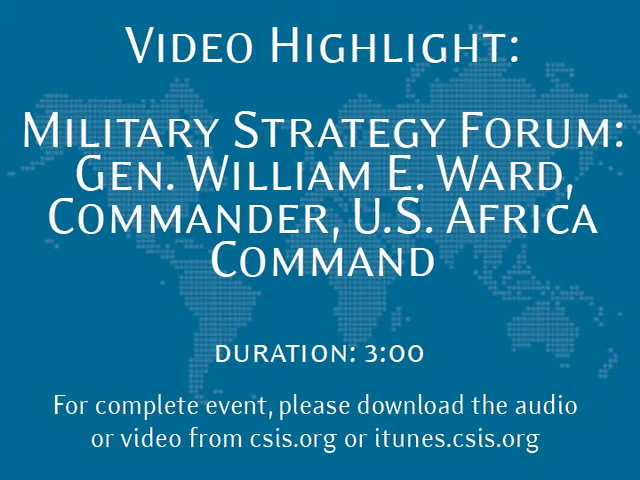 Video Highlight:
Military Strategy Forum:
Gen. William E. Ward,
Commander, U.S. Africa
Command
DURATION: 3:00
For complete event, please download the audio
or video from csis.org or itunes.csis.org